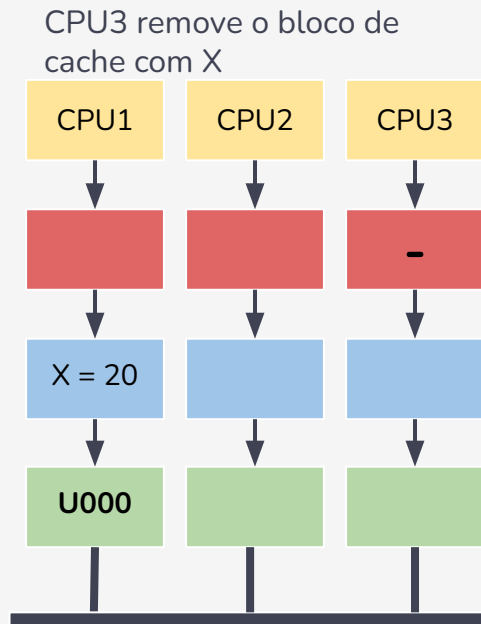 CPU3 remove o bloco de
cache com X
CPU1 CPU2 CPU3
-
X = 20
U000